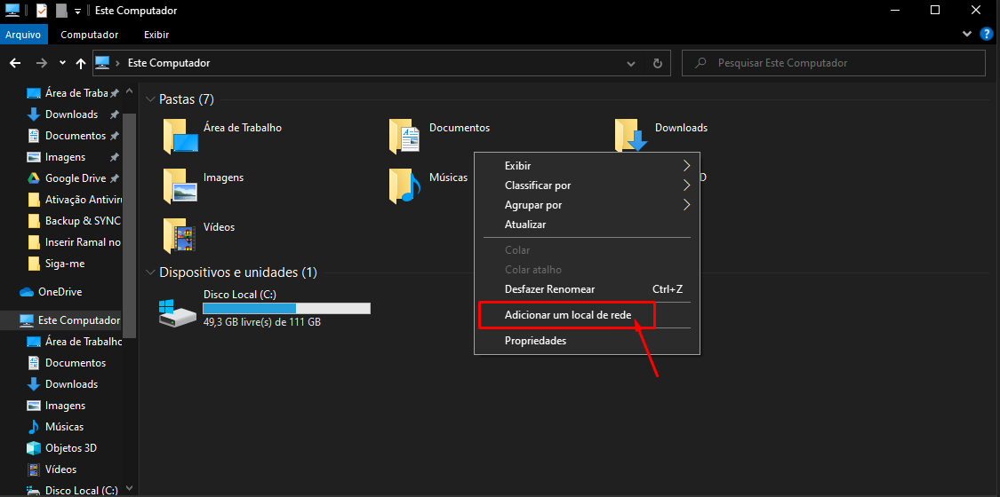 Este Computador
Arquivo Computador Exibir
Este Computador
Pesquisar Este Computador
Área de Traba
Downloads
Documentos
Imagens
Google Drive
Ativação Antiviru
Backup & SYNC
Inserir Ramal no
Siga-me
OneDrive
Este Computador
Área de Trabalho
Documentos
Downloads
Imagens
Músicas
Objetos 3D
Vídeos
Disco Local (C:)
Pastas (7)
Área de Trabalho
Documentos
Downloads
Imagens
Músicas
D
Vídeos
Dispositivos e unidades (1)
Disco Local (C:)
49,3 GB livre(s) de 111 GB
Exibir
Classificar por
Agrupar por
Atualizar
Colar
Colar atalho
Desfazer Renomear Ctrl+Z
Adicionar um local de rede
Propriedades